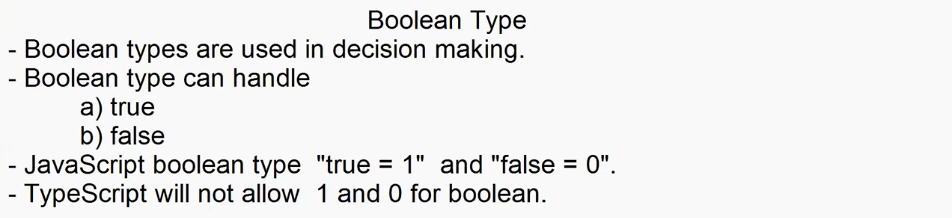 Boolean Type
- Boolean types are used in decision making.
- Boolean type can handle
a) true
b) false
- JavaScript boolean type "true = 1" and "false = 0".
- TypeScript will not allow 1 and 0 for boolean.